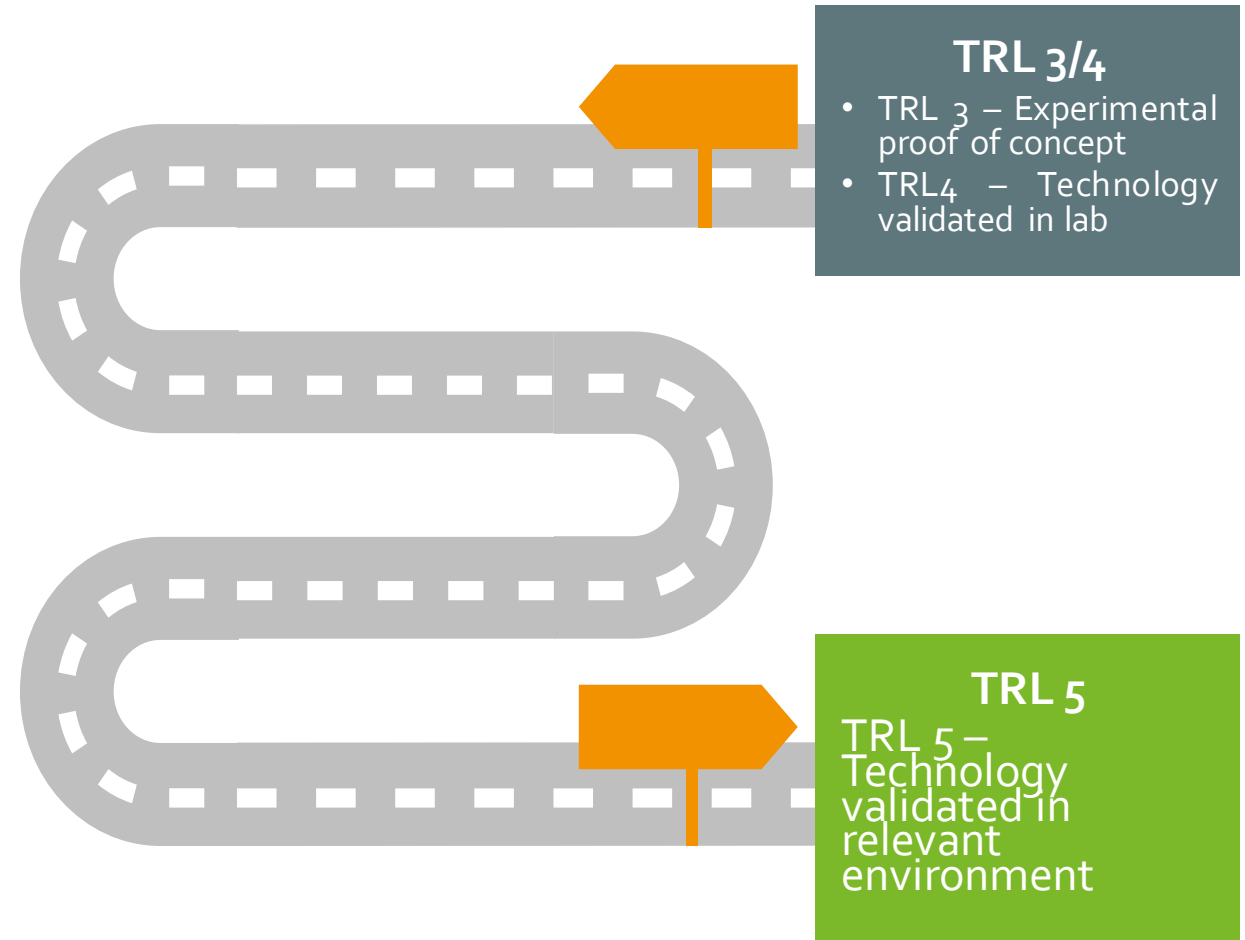 TRL 3/4
• TRL 3 – Experimental
proof of concept
• TRL4 – Technology
validated in lab
TRL 5
TRL 5 –
Technology
validated in
relevant
environment